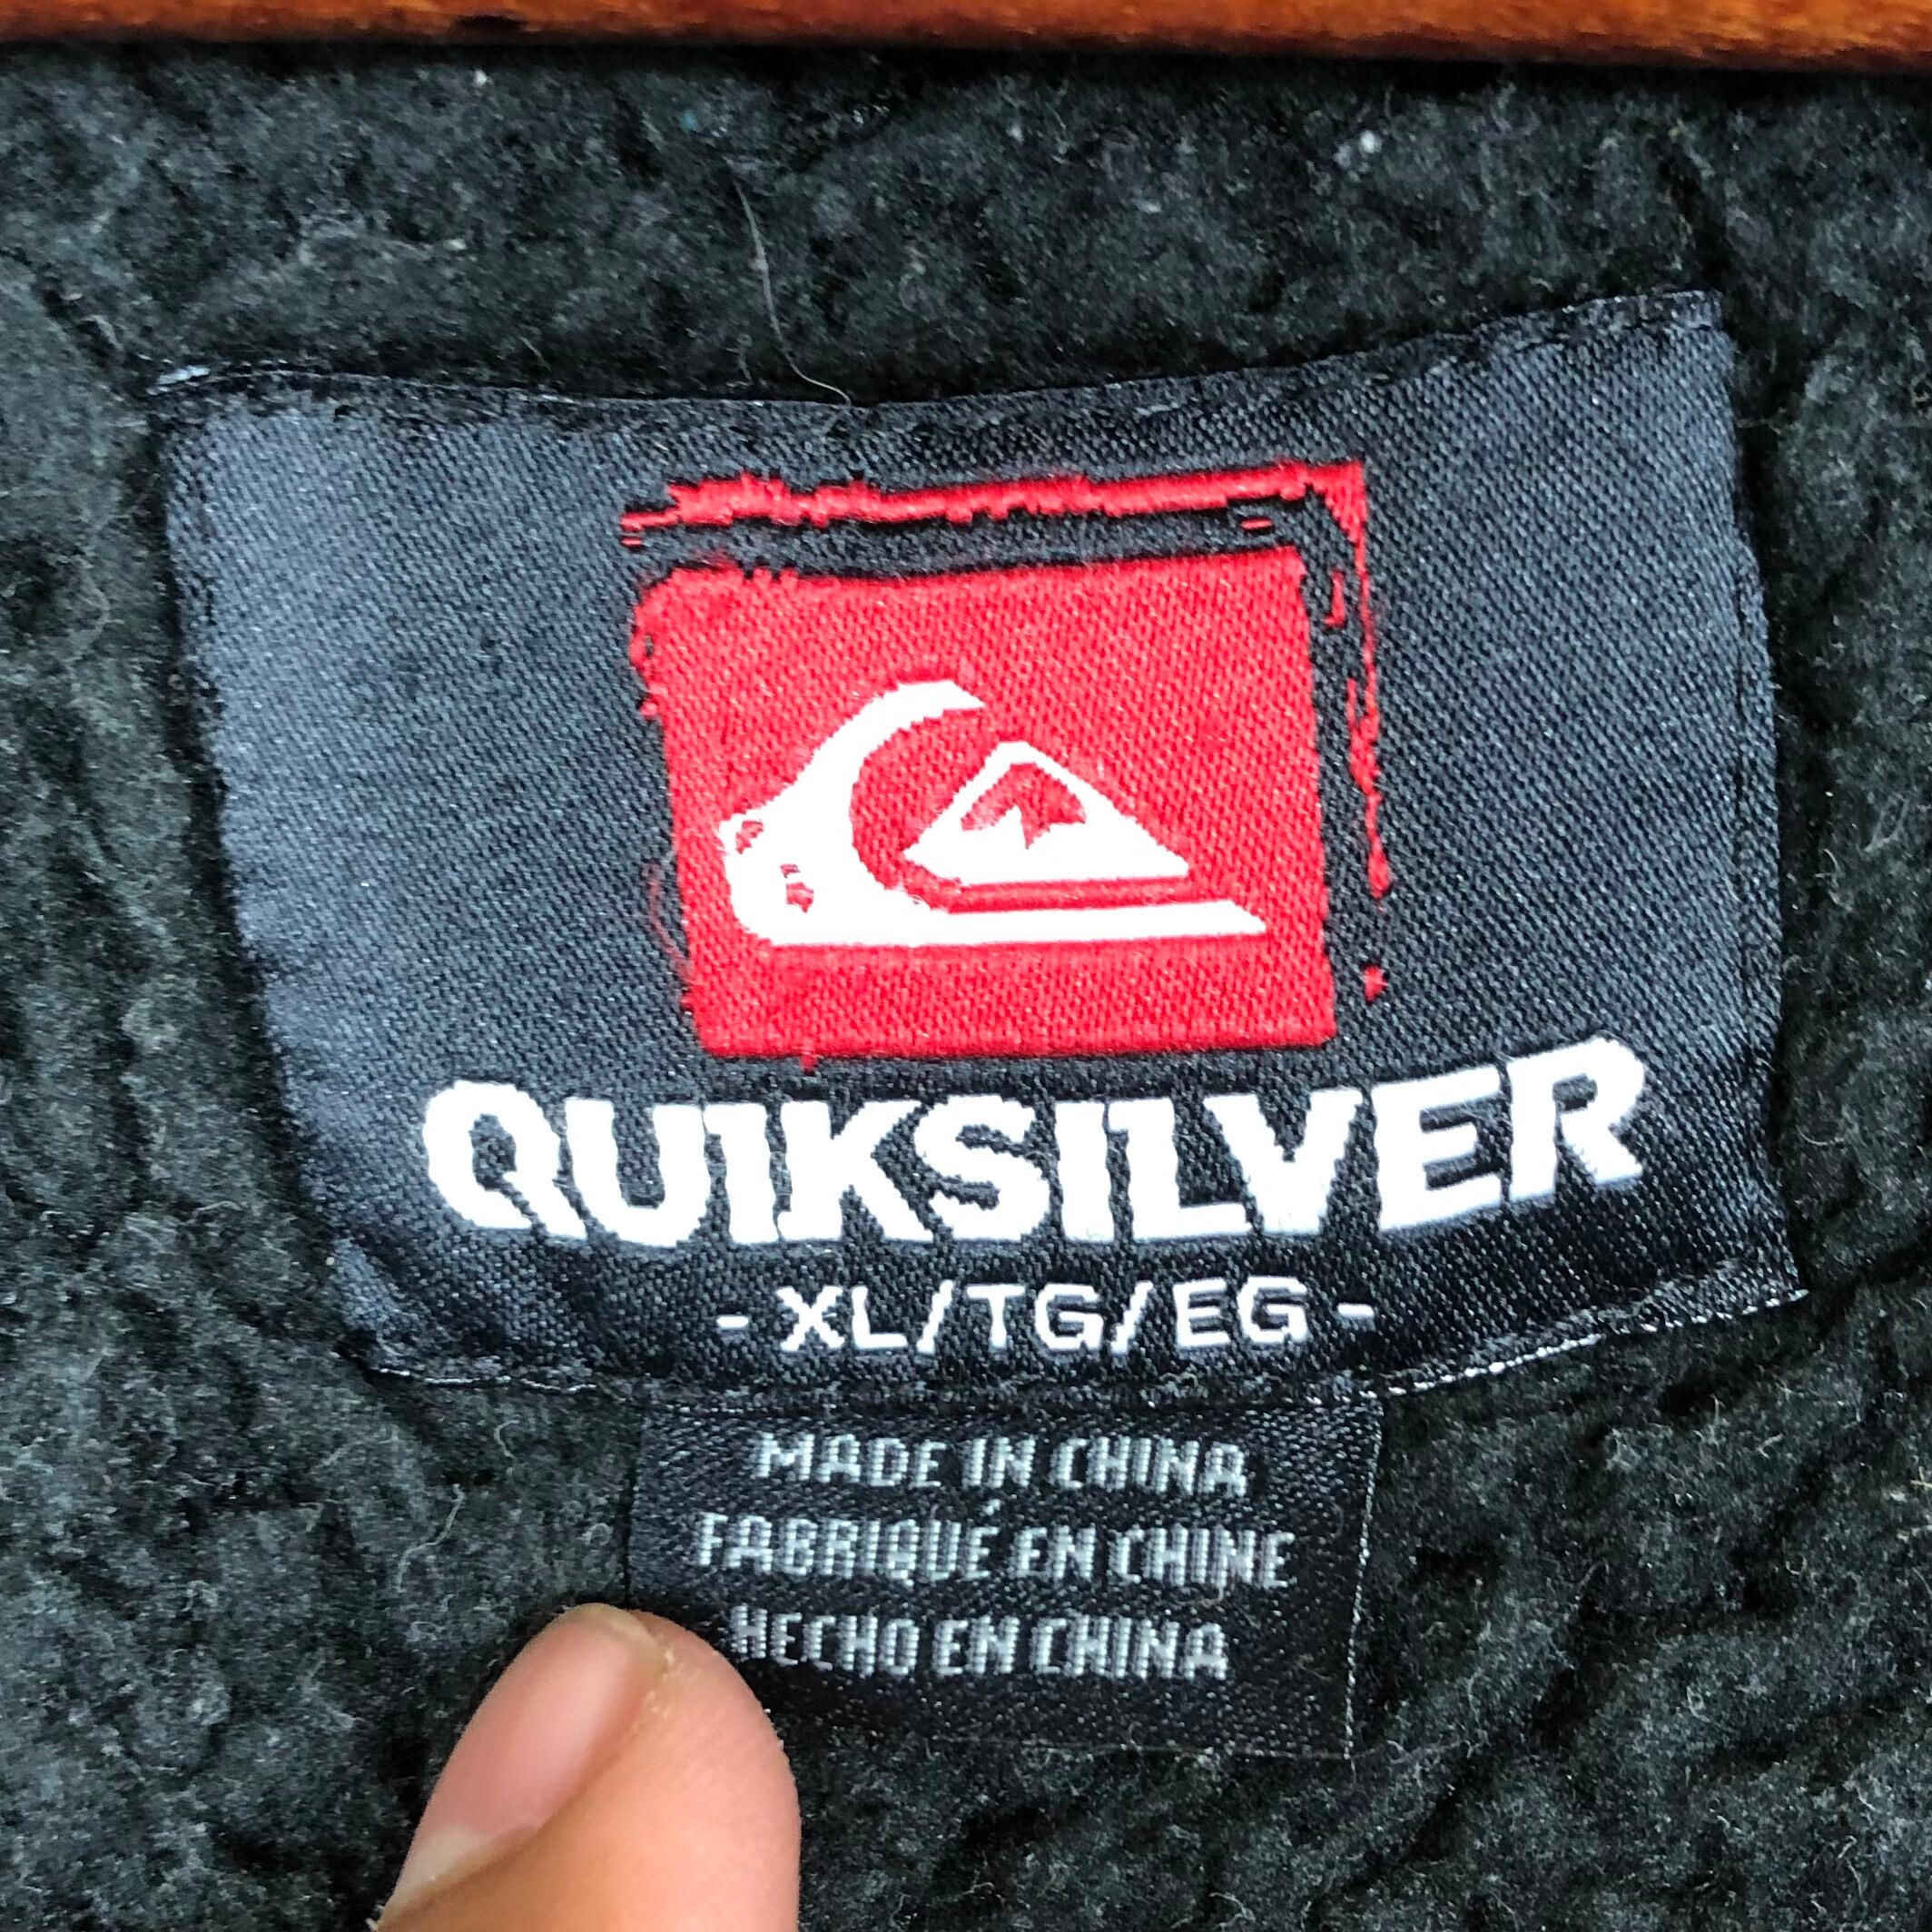 QUIKSILVER
- XL/TG/EG -
MADE IN CHINA
FABRIQUÉ EN CHINE
HECHO EN CHINA